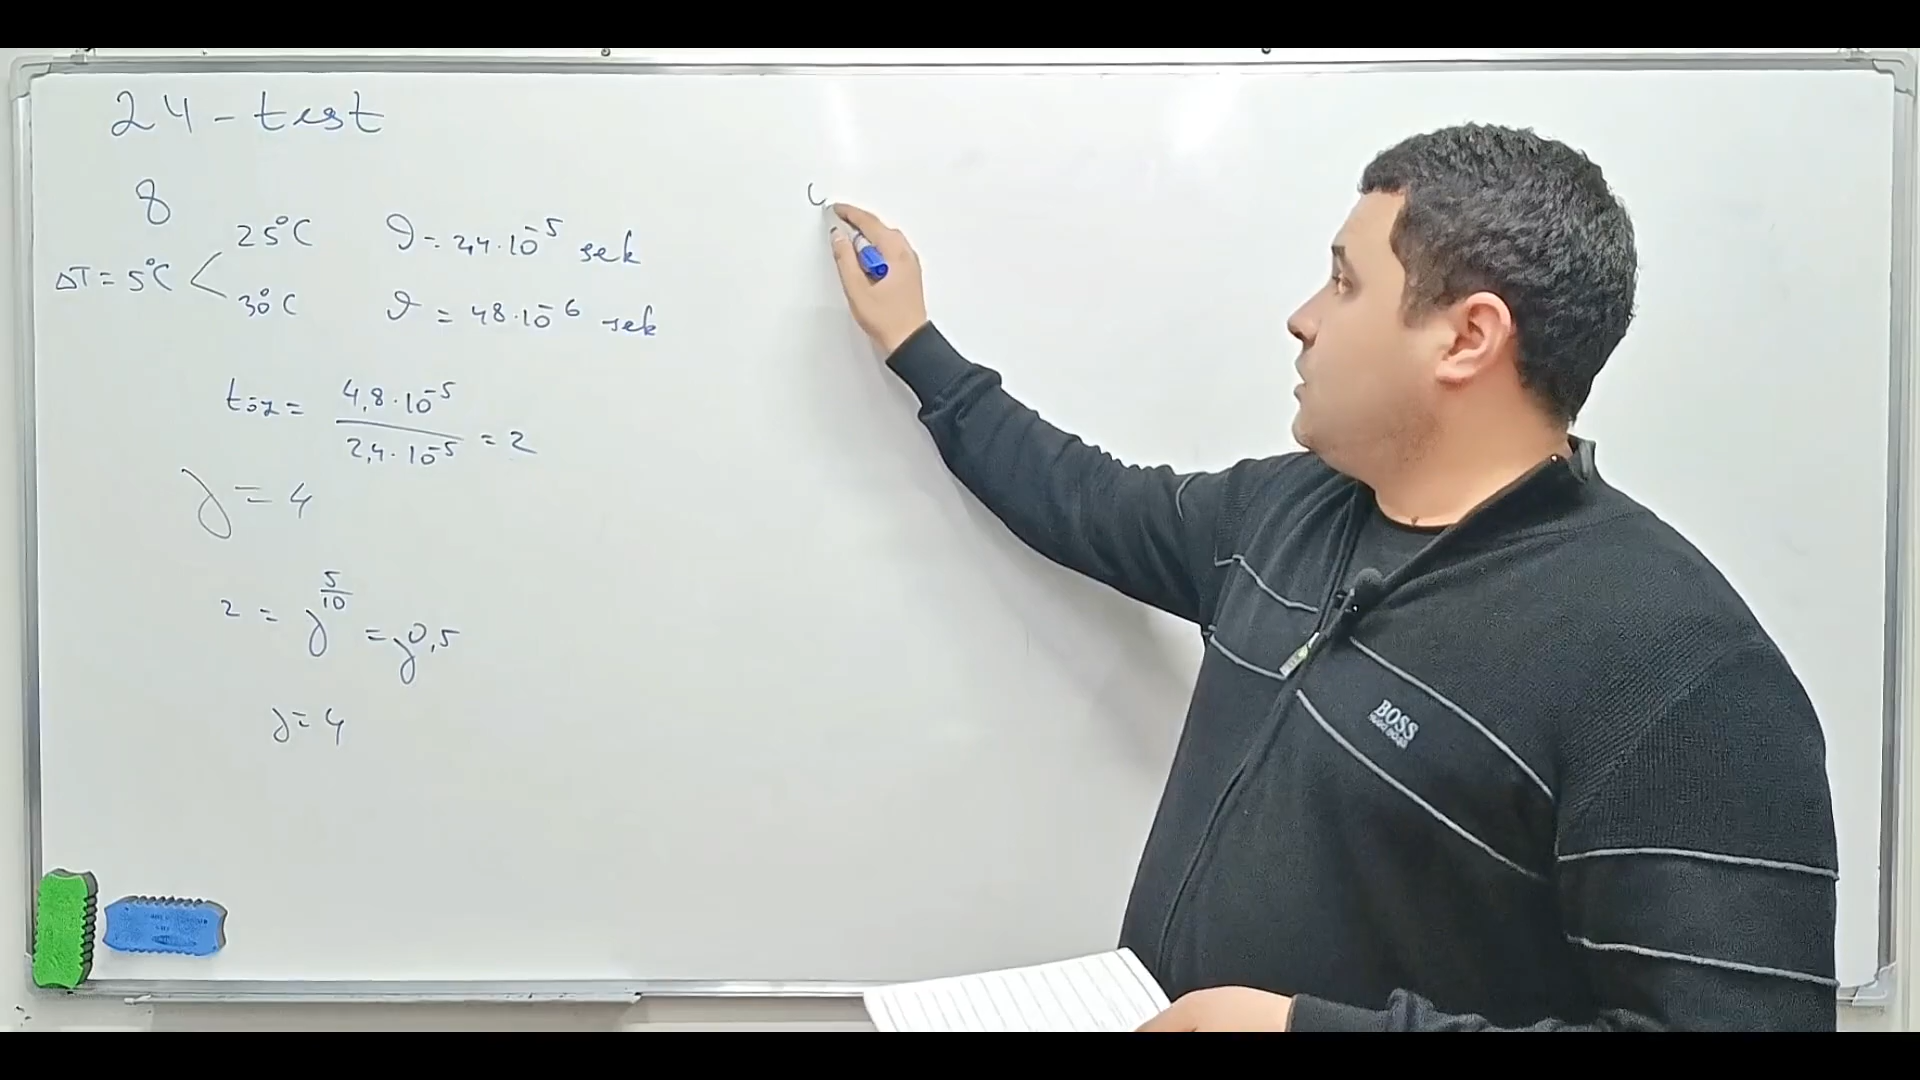 24 - test
8
25°C ϑ = 2,4·10⁻⁵ sek
ΔT = 5°C
30°C ϑ = 48·10⁻⁶ sek
4,8·10⁻⁵
= 2
2,4·10⁻⁵
γ = 4
2 = γ^(5/10) = γ^0,5
γ = 4
BOSS